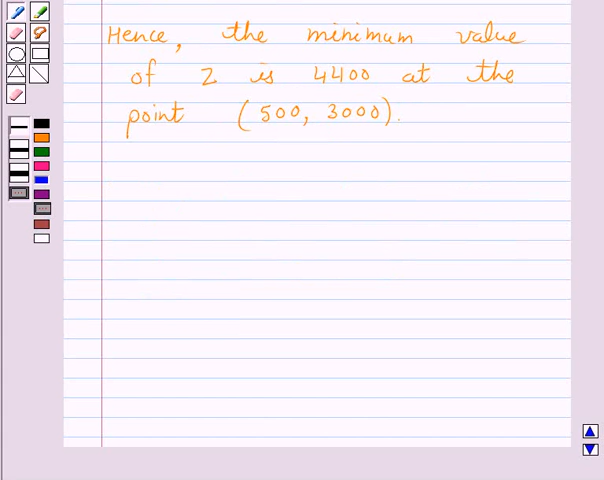 Hence, the minimum value
of Z is 4400 at the
point (500, 3000).